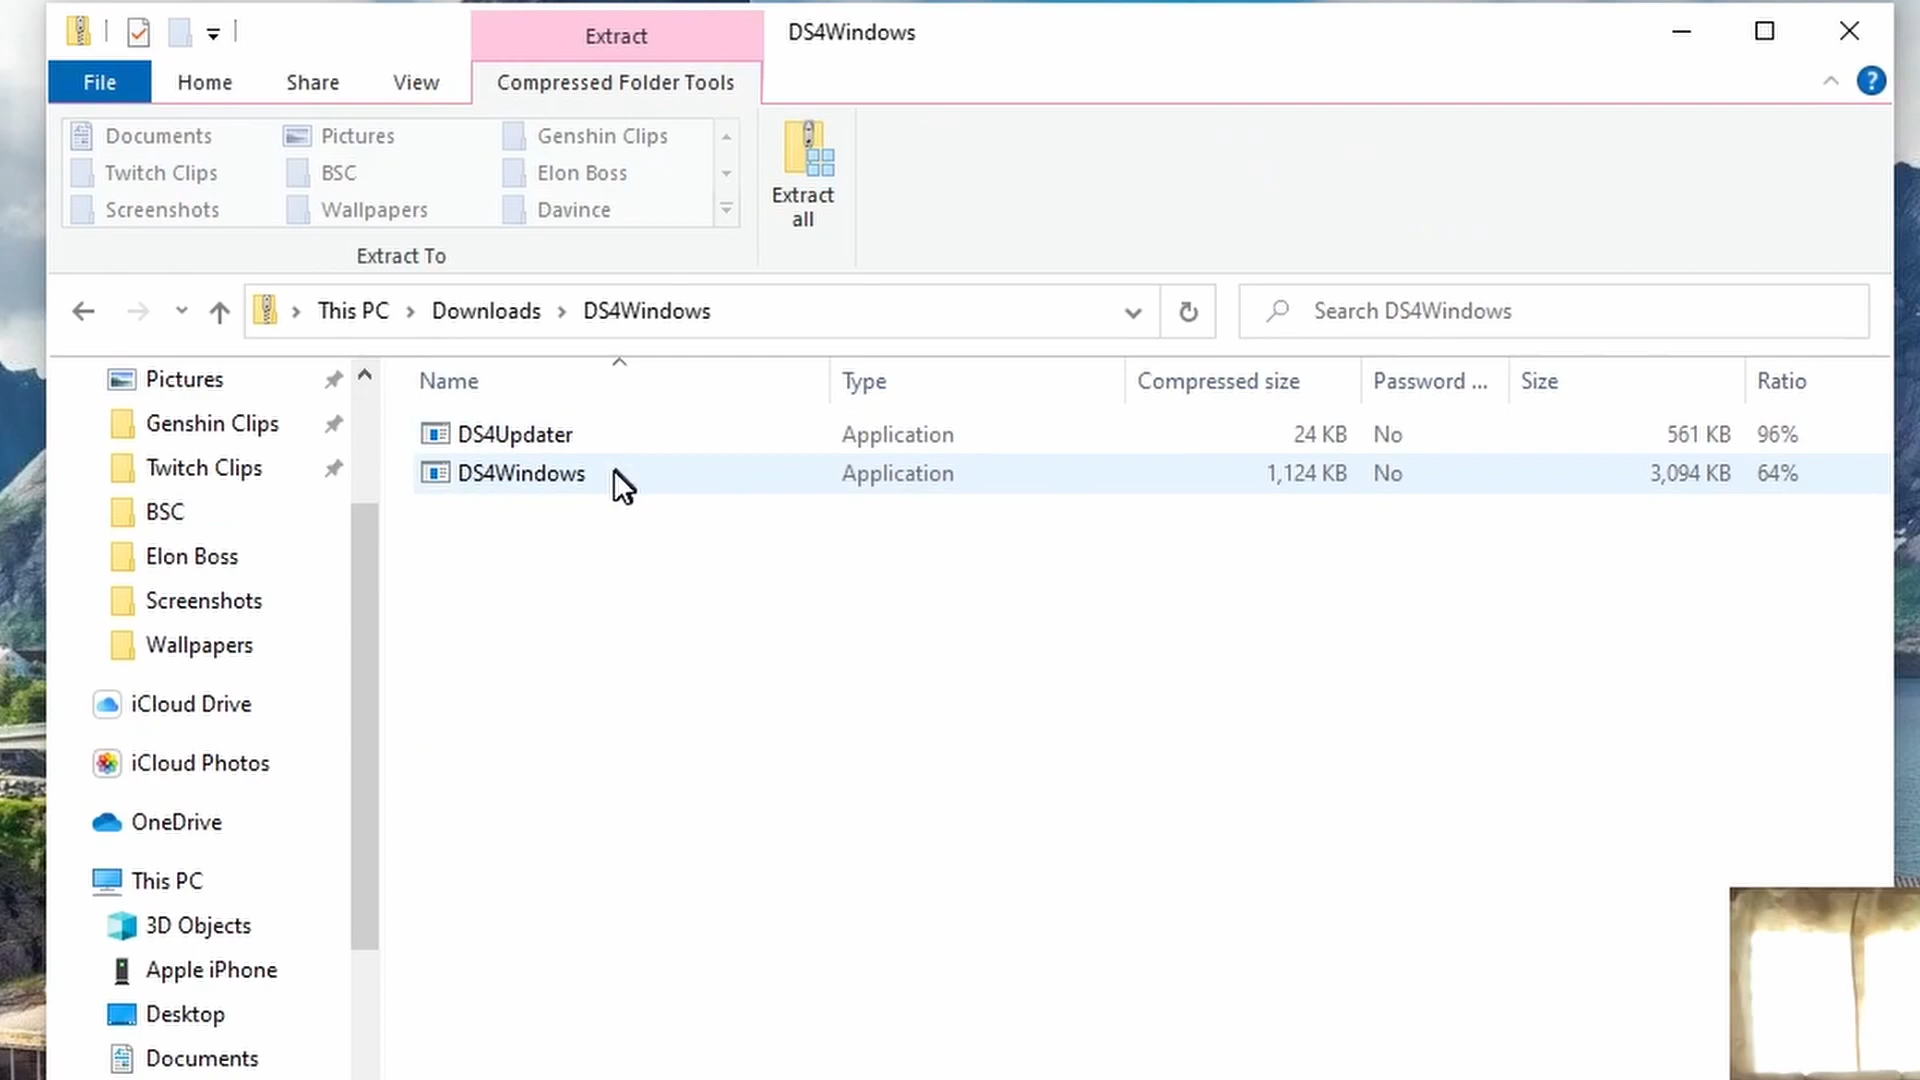 Extract
DS4Windows
File
Home
Share
View
Compressed Folder Tools
?
Documents
Pictures
Genshin Clips
Twitch Clips
BSC
Elon Boss
Screenshots
Wallpapers
Davince
Extract To
Extract
all
This PC
Downloads
DS4Windows
Search DS4Windows
Pictures
Genshin Clips
Twitch Clips
BSC
Elon Boss
Screenshots
Wallpapers
iCloud Drive
iCloud Photos
OneDrive
This PC
3D Objects
Apple iPhone
Desktop
Documents
Name Type Compressed size Password ... Size Ratio
DS4Updater Application 24 KB No 561 KB 96%
DS4Windows Application 1,124 KB No 3,094 KB 64%